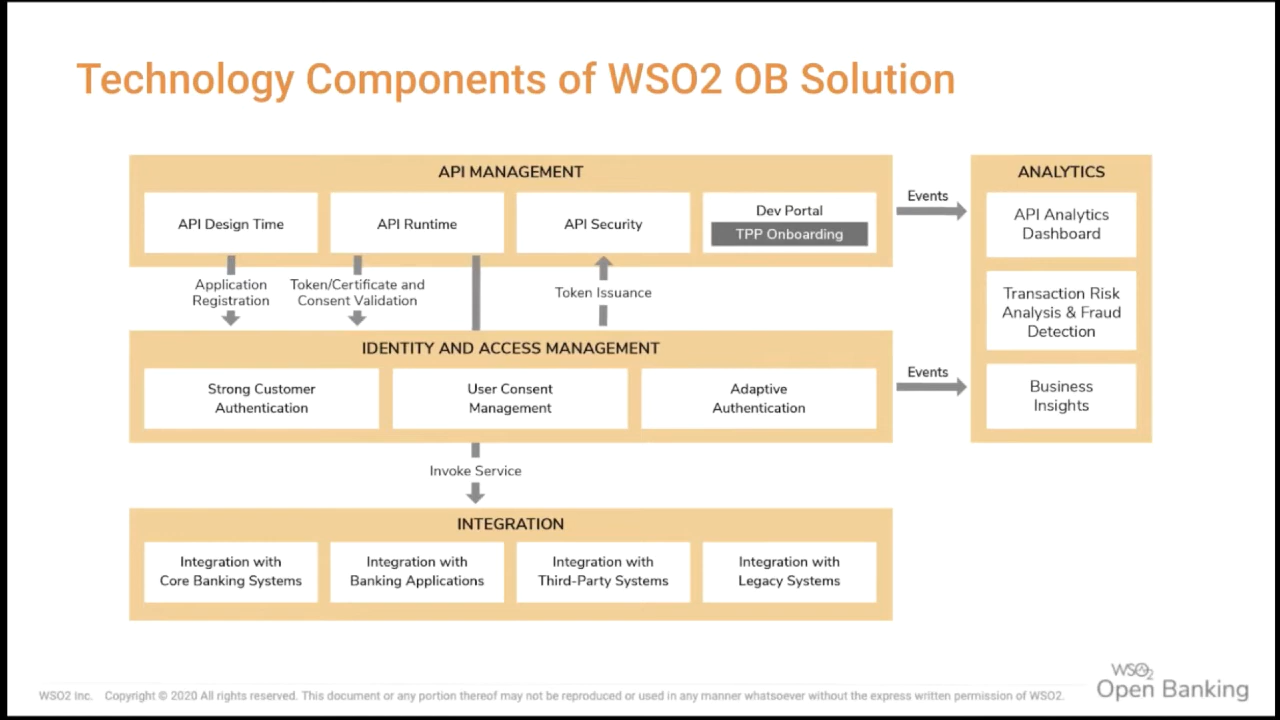 Technology Components of WSO2 OB Solution
API MANAGEMENT
API Design Time
API Runtime
API Security
Dev Portal
TPP Onboarding
Events
ANALYTICS
API Analytics
Dashboard
Transaction Risk
Analysis & Fraud
Detection
Business
Insights
Application
Registration
Token/Certificate and
Consent Validation
Token Issuance
IDENTITY AND ACCESS MANAGEMENT
Strong Customer
Authentication
User Consent
Management
Adaptive
Authentication
Events
Invoke Service
INTEGRATION
Integration with
Core Banking Systems
Integration with
Banking Applications
Integration with
Third-Party Systems
Integration with
Legacy Systems
WSO2 Inc. Copyright © 2020 All rights reserved. This document or any portion thereof may not be reproduced or used in any manner whatsoever without the express written permission of WSO2.
WSO2
Open Banking